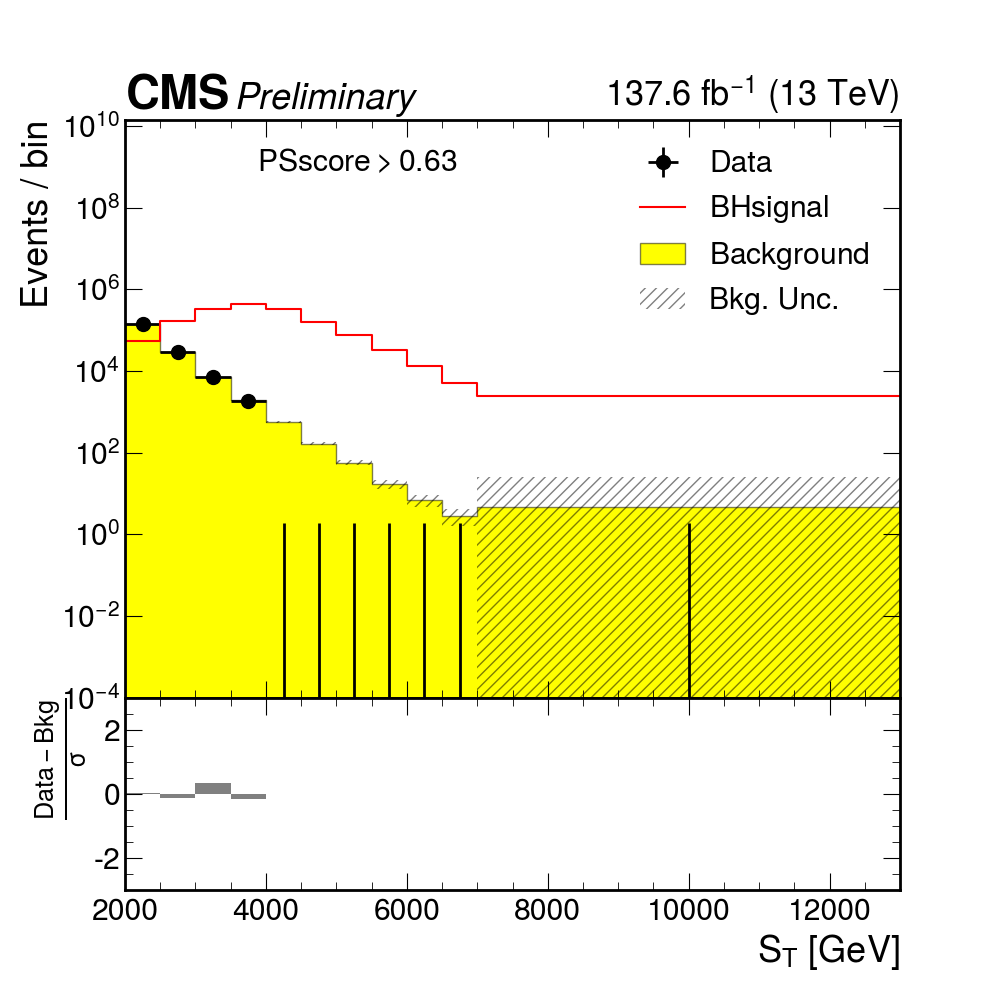 CMS Preliminary 137.6 fb⁻¹ (13 TeV)
Events / bin
10¹⁰
10⁸
10⁶
10⁴
10²
10⁰
10⁻²
10⁻⁴
PSscore > 0.63
Data
BHsignal
Background
Bkg. Unc.
Data − Bkg
σ
2
0
-2
2000 4000 6000 8000 10000 12000
S_T [GeV]